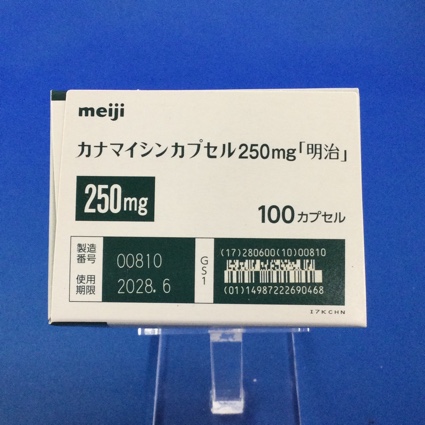 meiji
カナマイシンカプセル250mg「明治」
250mg
100カプセル
製造番号 00810
使用期限 2028.6
GS1
(17)280600(10)00810
(01)14987222690468
I7KCHN